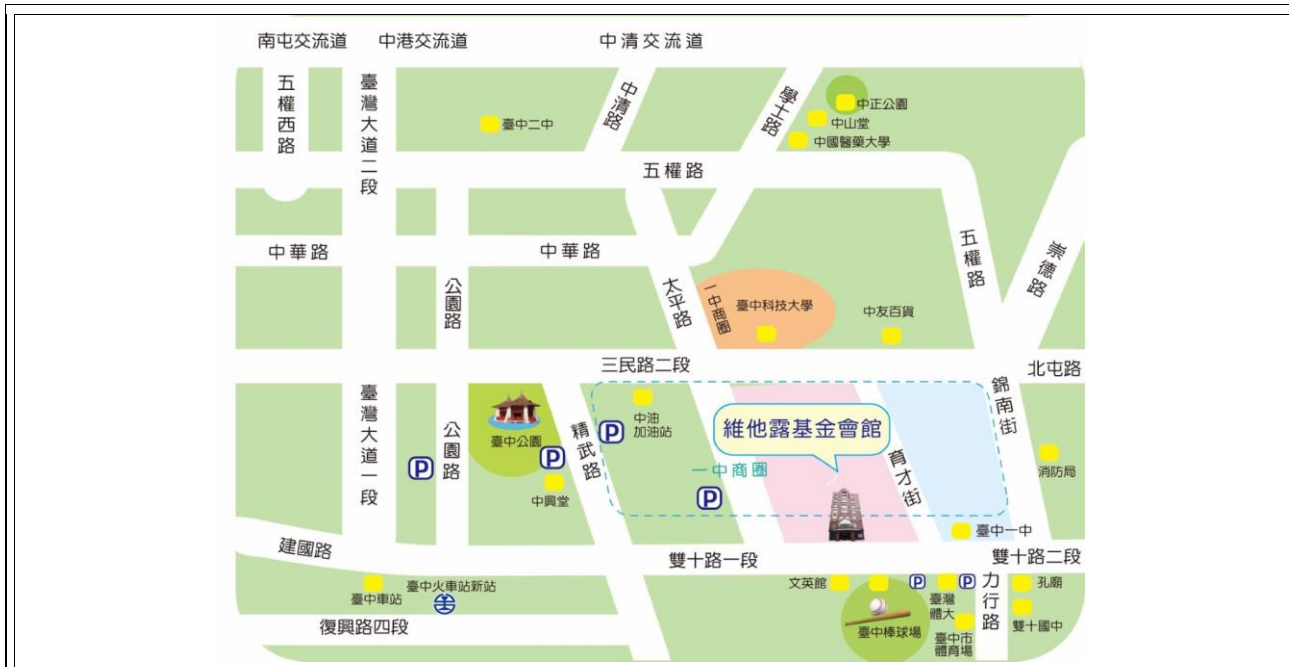 南屯交流道
中港交流道
中清交流道
五權西路
臺灣大道二段
中清路
學士路
中正公園
中山堂
中國醫藥大學
臺中二中
五權路
中華路
中華路
五權路
崇德路
公園路
太平路
一中商圈
臺中科技大學
中友百貨
三民路二段
北屯路
臺灣大道一段
公園路
臺中公園
精武路
中油
加油站
維他露基金會館
錦南街
P
P
P
中興堂
一中商圈
P
育才街
消防局
臺中一中
建國路
雙十路一段
雙十路二段
臺中車站
臺中火車站新站
文英館
P
臺灣
體大
P
力行路
孔廟
復興路四段
臺中棒球場
臺中市
體育場
雙十國中